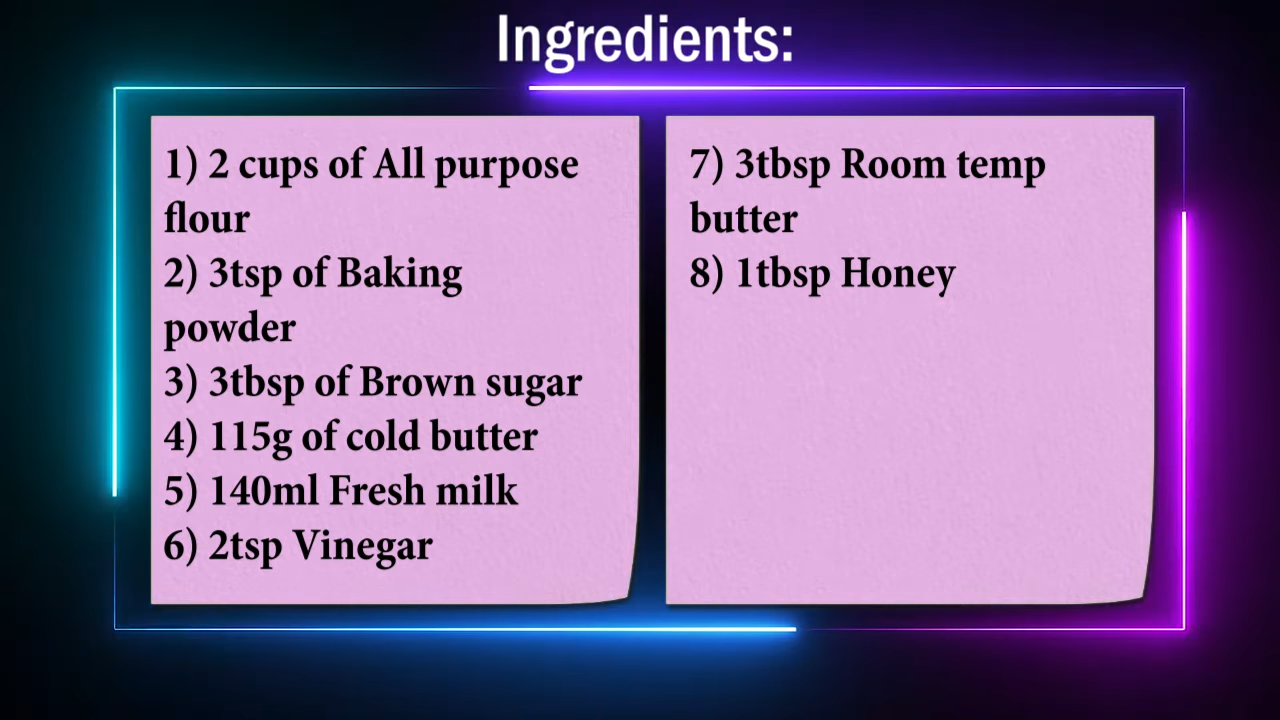 Ingredients:
1) 2 cups of All purpose
flour
2) 3tsp of Baking
powder
3) 3tbsp of Brown sugar
4) 115g of cold butter
5) 140ml Fresh milk
6) 2tsp Vinegar
7) 3tbsp Room temp
butter
8) 1tbsp Honey